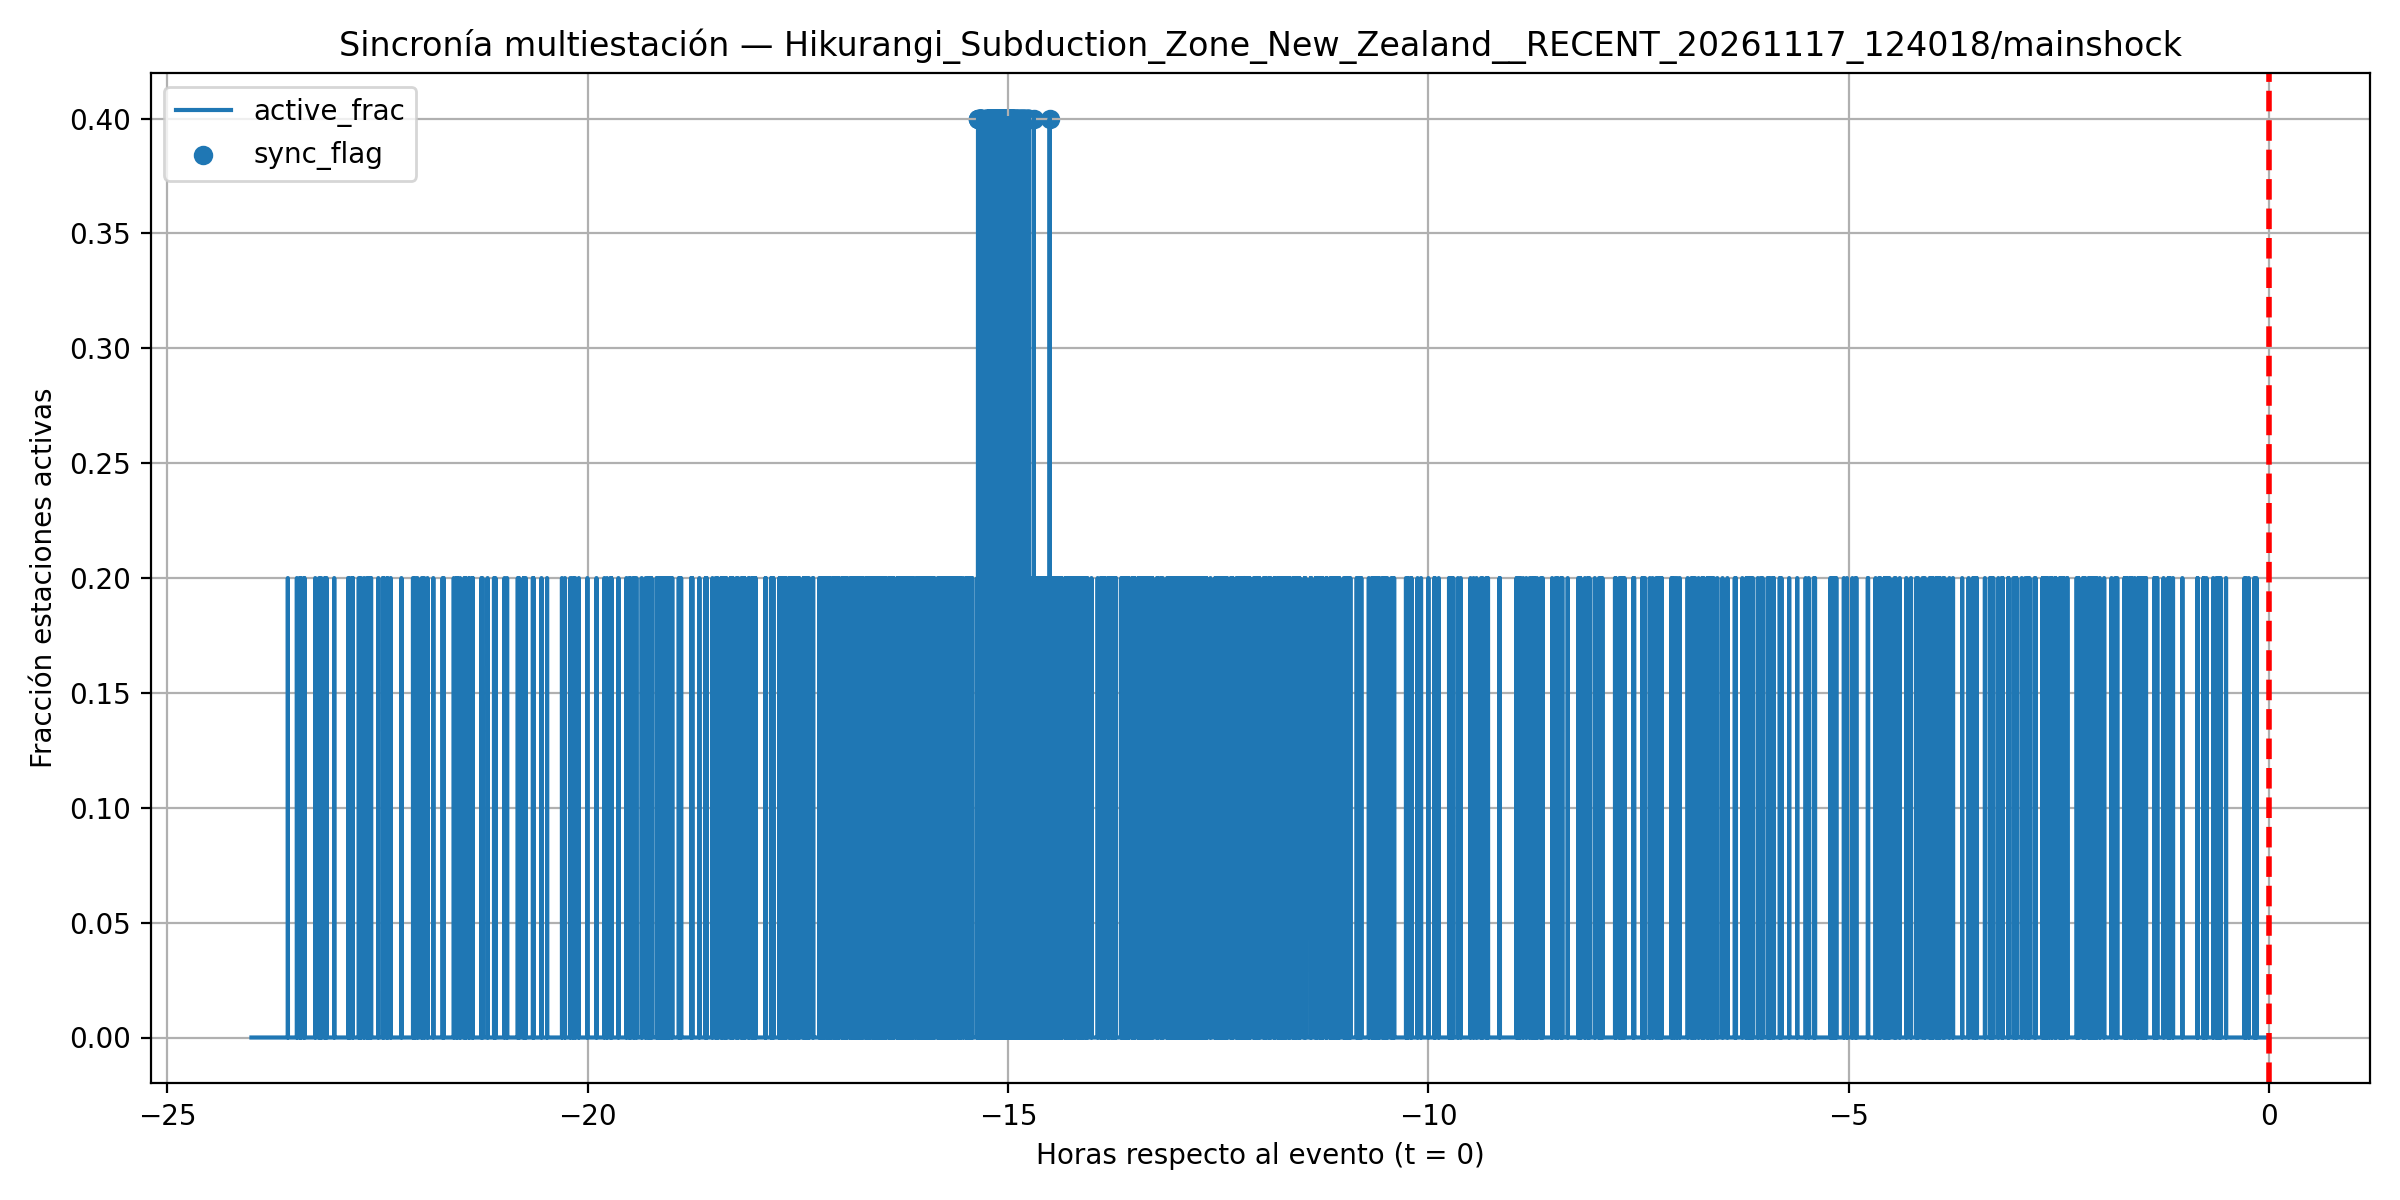 Sincronía multiestación — Hikurangi_Subduction_Zone_New_Zealand__RECENT_20261117_124018/mainshock
active_frac
sync_flag
Fracción estaciones activas
0.40
0.35
0.30
0.25
0.20
0.15
0.10
0.05
0.00
−25 −20 −15 −10 −5 0
Horas respecto al evento (t = 0)